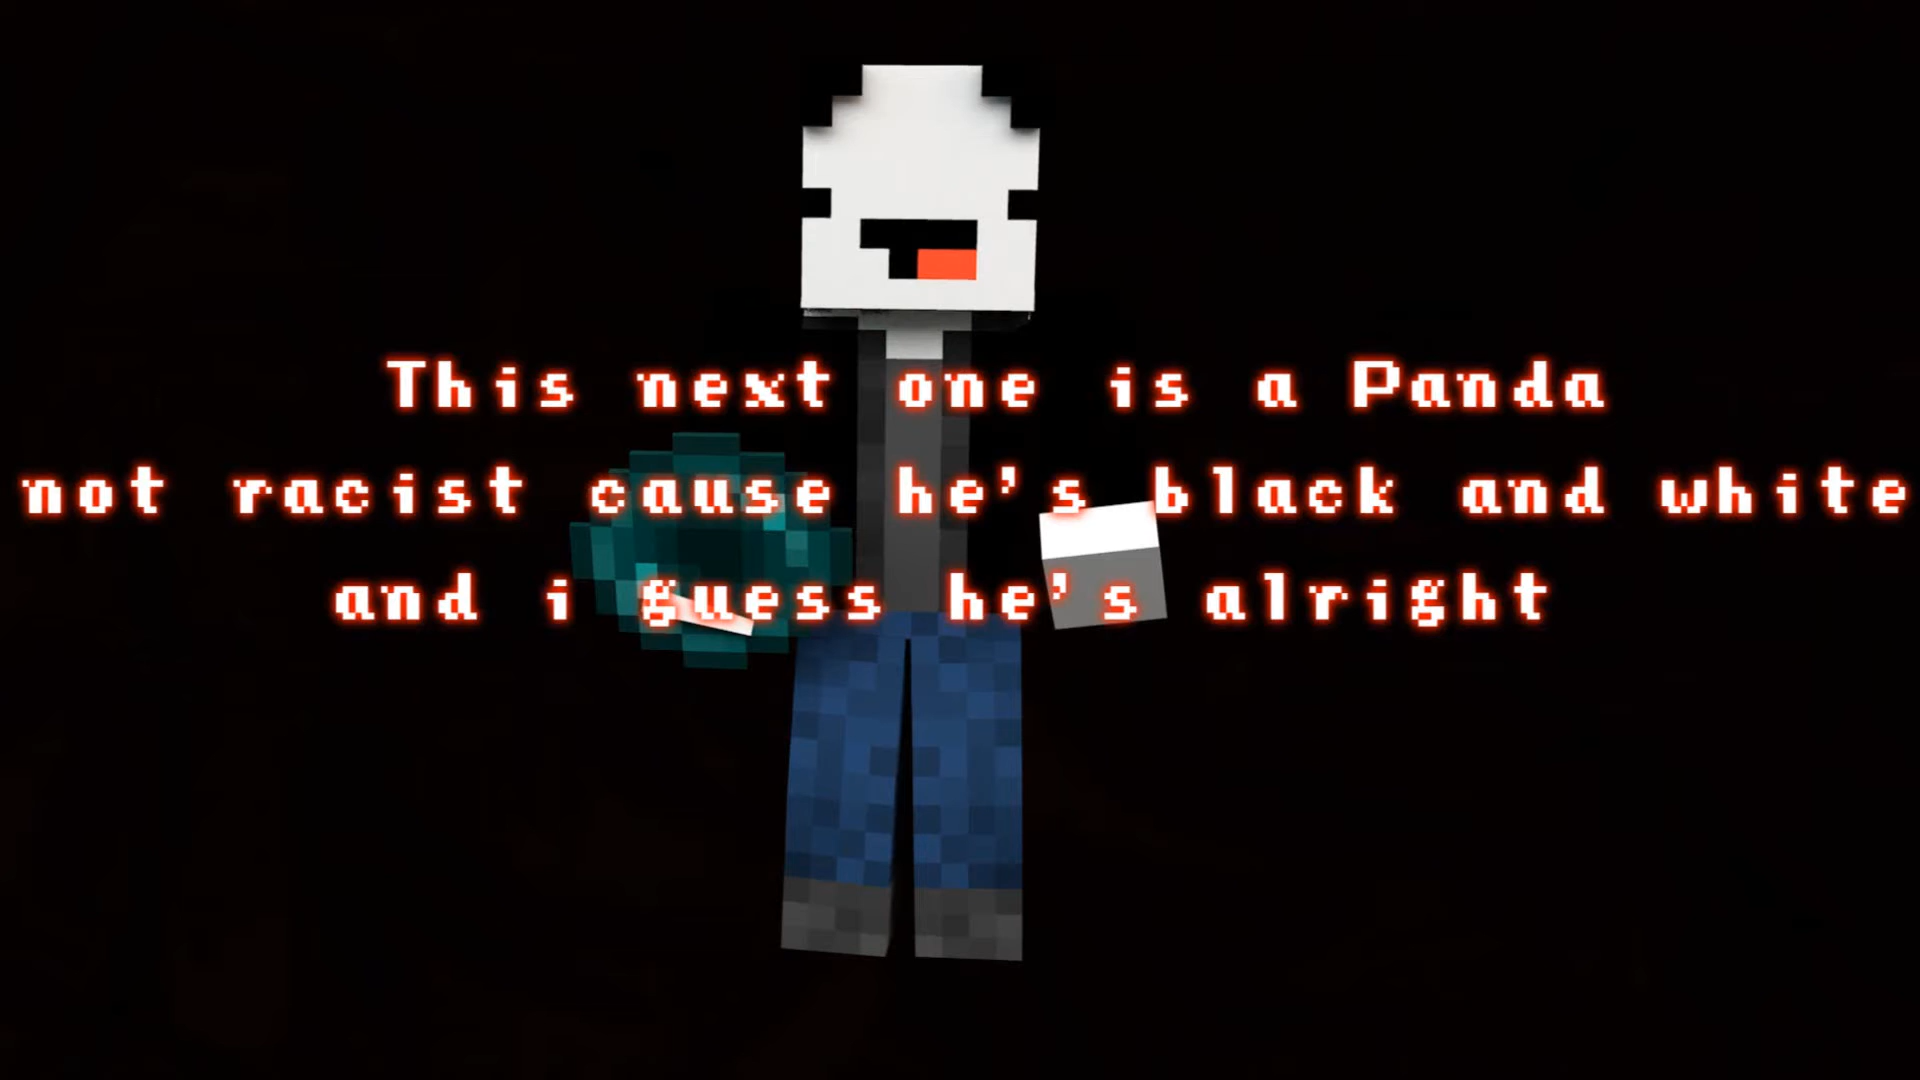 This next one is a Panda
not racist cause he's black and white
and i guess he's alright